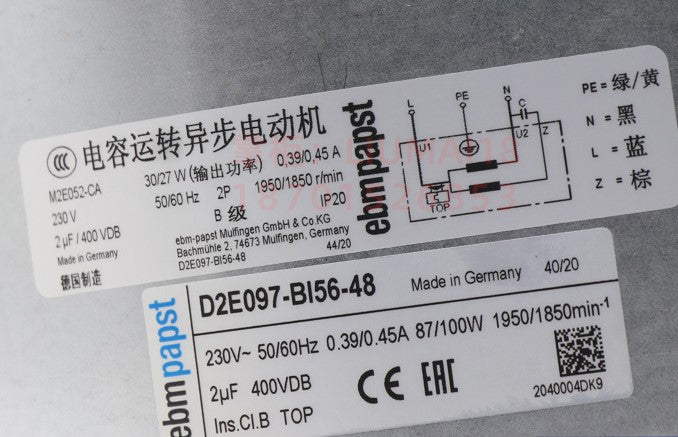 CCC 电容运转异步电动机
M2E052-CA 30/27 W (输出功率) 0,39/0,45 A
230 V 50/60 Hz 2P 1950/1850 r/min
2 µF / 400 VDB B 级 IP20
Made in Germany ebm-papst Mulfingen GmbH & Co.KG
Bachmühle 2, 74673 Mulfingen, Germany
德国制造 D2E097-BI56-48 44/20
ebmpapst
L PE N C
U1 U2 Z
TOP
PE = 绿/黄
N = 黑
L = 蓝
Z = 棕
ebmpapst
D2E097-BI56-48 Made in Germany 40/20
230V~ 50/60Hz 0.39/0.45A 87/100W 1950/1850min-1
2µF 400VDB CE EAC
Ins.Cl.B TOP 2040004DK9